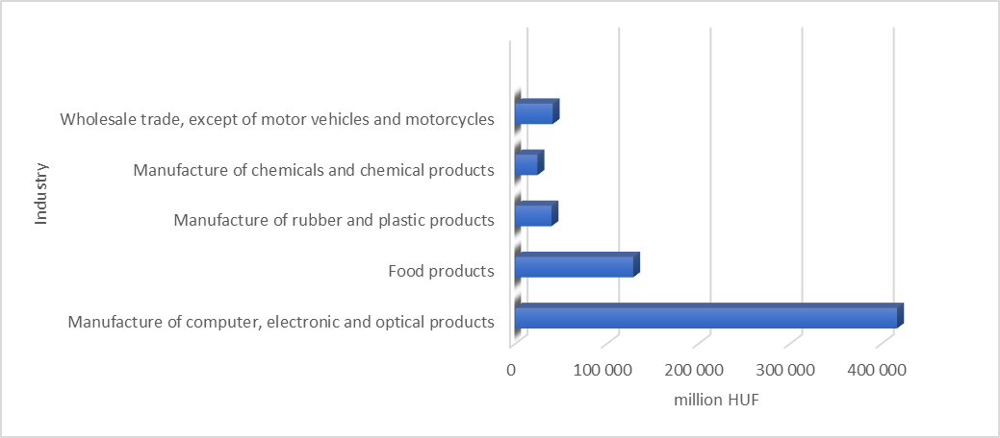 Industry
Wholesale trade, except of motor vehicles and motorcycles
Manufacture of chemicals and chemical products
Manufacture of rubber and plastic products
Food products
Manufacture of computer, electronic and optical products
0 100 000 200 000 300 000 400 000
million HUF